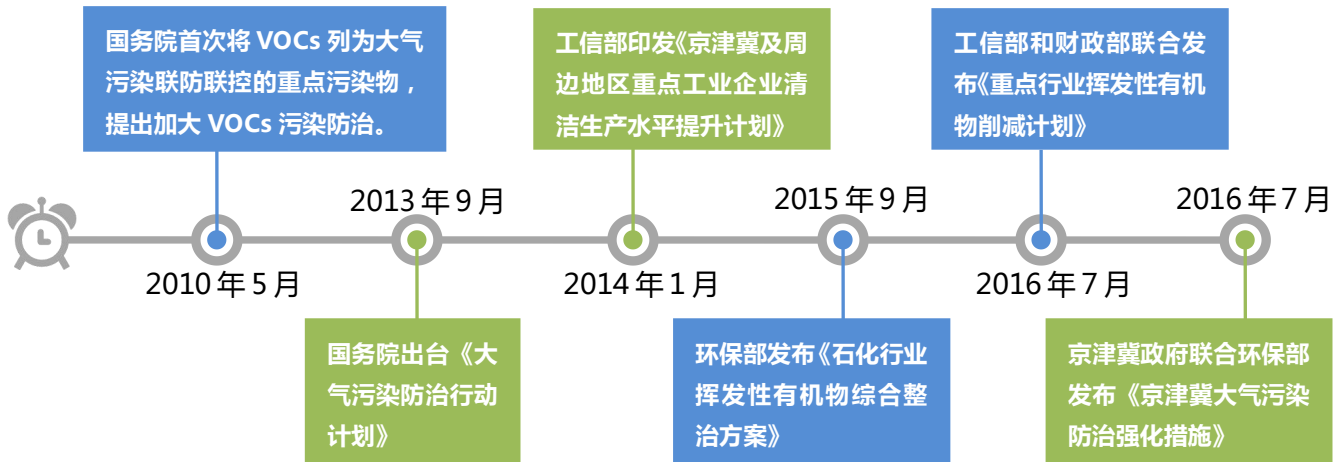 国务院首次将 VOCs 列为大气
污染联防联控的重点污染物，
提出加大 VOCs 污染防治。
工信部印发《京津冀及周
边地区重点工业企业清
洁生产水平提升计划》
工信部和财政部联合发
布《重点行业挥发性有机
物削减计划》
2013 年 9 月
2015 年 9 月
2016 年 7 月
2010 年 5 月
2014 年 1 月
2016 年 7 月
国务院出台《大
气污染防治行动
计划》
环保部发布《石化行业
挥发性有机物综合整
治方案》
京津冀政府联合环保部
发布《京津冀大气污染
防治强化措施》